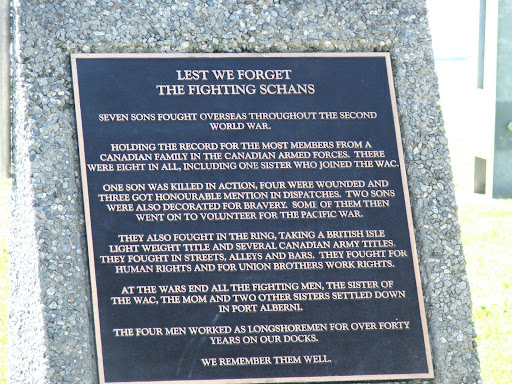 LEST WE FORGET
THE FIGHTING SCHANS
SEVEN SONS FOUGHT OVERSEAS THROUGHOUT THE SECOND
WORLD WAR.
HOLDING THE RECORD FOR THE MOST MEMBERS FROM A
CANADIAN FAMILY IN THE CANADIAN ARMED FORCES. THERE
WERE EIGHT IN ALL, INCLUDING ONE SISTER WHO JOINED THE WAC.
ONE SON WAS KILLED IN ACTION, FOUR WERE WOUNDED AND
THREE GOT HONOURABLE MENTION IN DISPATCHES. TWO SONS
WERE ALSO DECORATED FOR BRAVERY. SOME OF THEM THEN
WENT ON TO VOLUNTEER FOR THE PACIFIC WAR.
THEY ALSO FOUGHT IN THE RING, TAKING A BRITISH ISLE
LIGHT WEIGHT TITLE AND SEVERAL CANADIAN ARMY TITLES.
THEY FOUGHT IN STREETS, ALLEYS AND BARS. THEY FOUGHT FOR
HUMAN RIGHTS AND FOR UNION BROTHERS WORK RIGHTS.
AT THE WARS END ALL THE FIGHTING MEN, THE SISTER OF
THE WAC, THE MOM AND TWO OTHER SISTERS SETTLED DOWN
IN PORT ALBERNI.
THE FOUR MEN WORKED AS LONGSHOREMEN FOR OVER FORTY
YEARS ON OUR DOCKS.
WE REMEMBER THEM WELL.